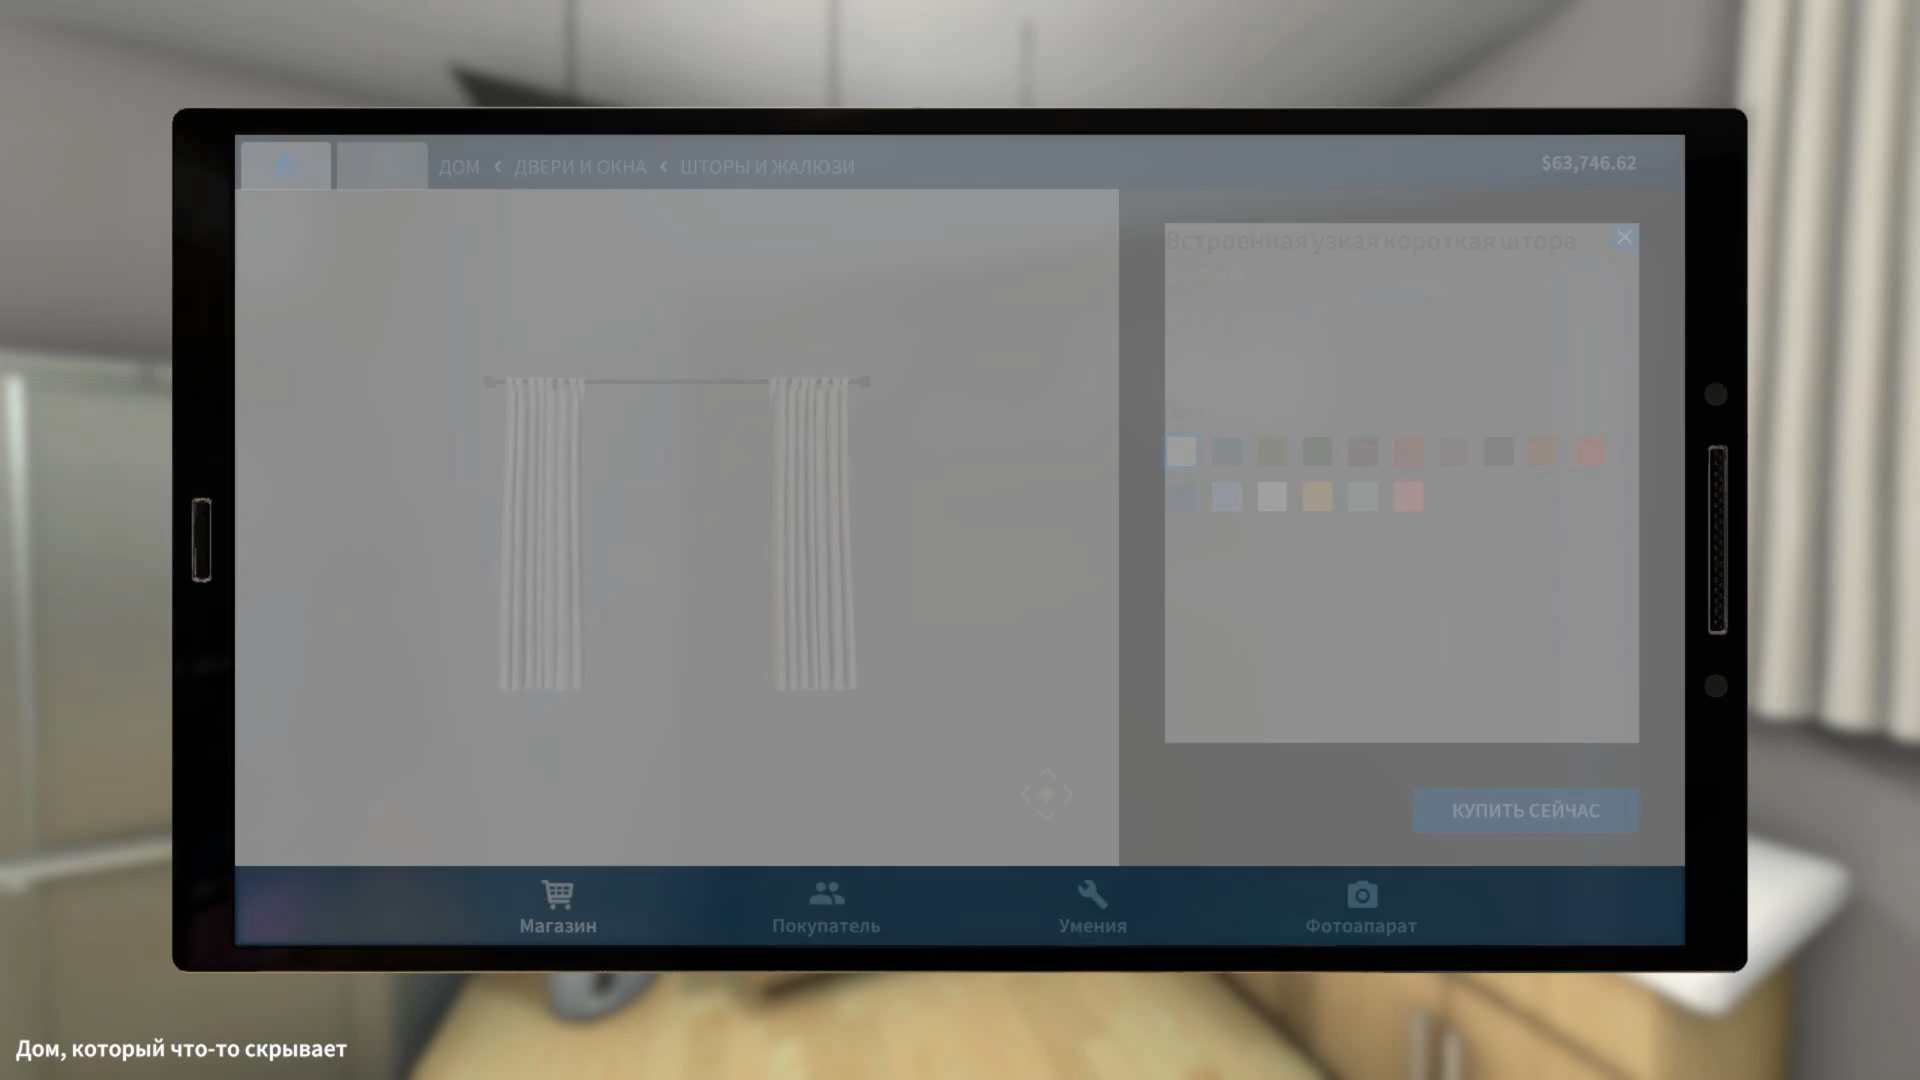 ДОМ < ДВЕРИ И ОКНА < ШТОРЫ И ЖАЛЮЗИ
$63,746.62
Встроенная узкая короткая штора
КУПИТЬ СЕЙЧАС
Магазин
Покупатель
Умения
Фотоапарат
Дом, который что-то скрывает